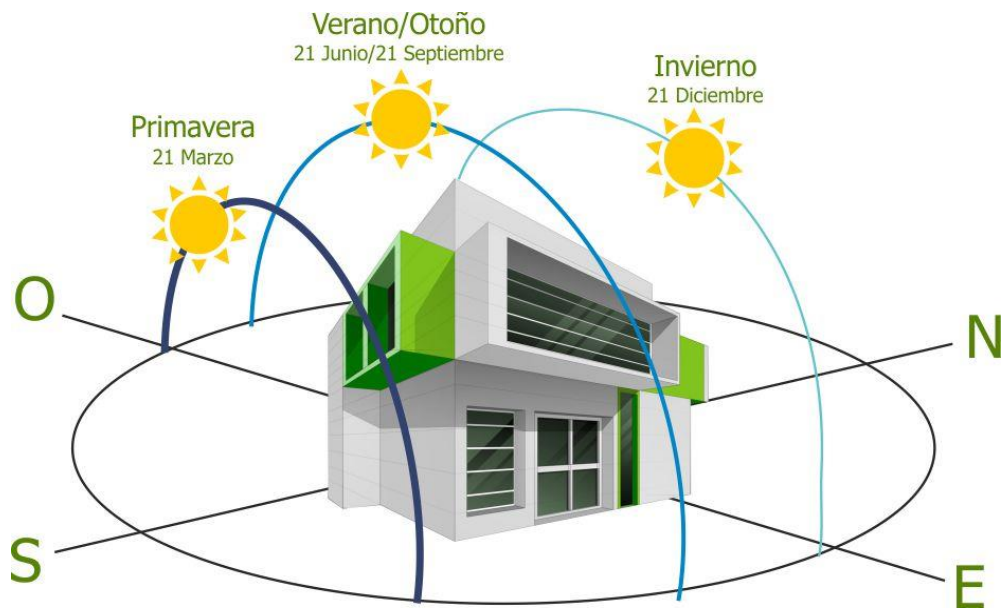 Verano/Otoño
21 Junio/21 Septiembre
Invierno
21 Diciembre
Primavera
21 Marzo
O
N
S
E